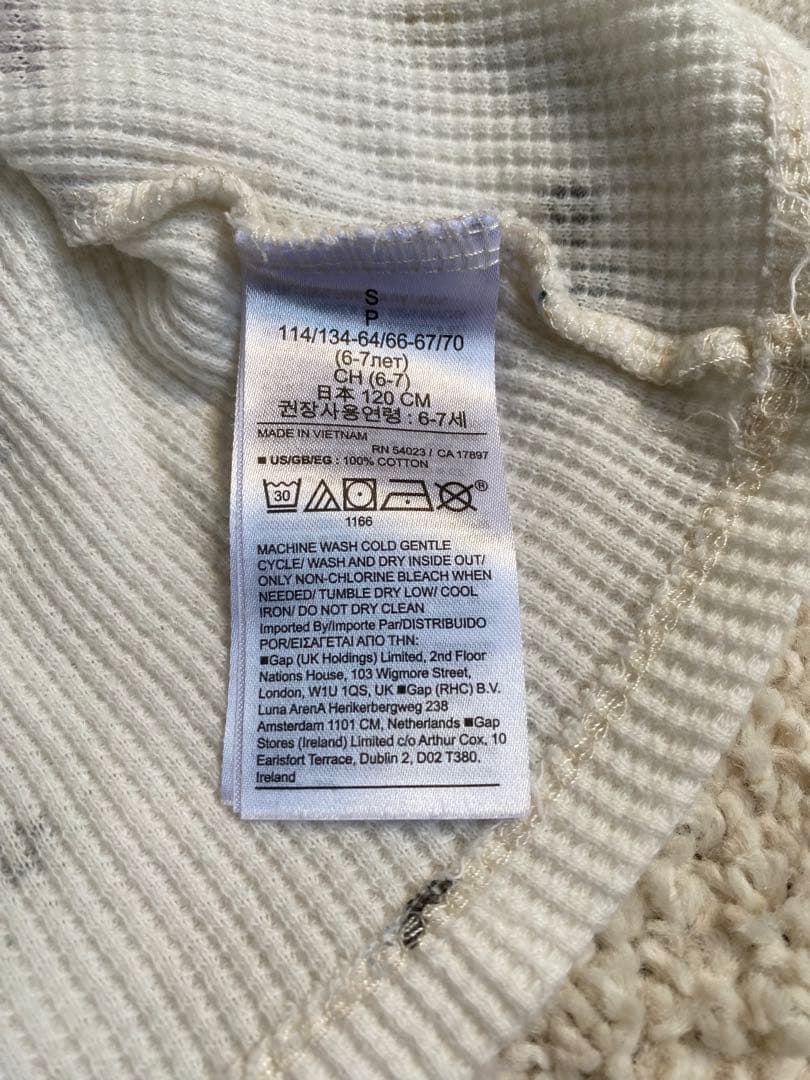 S
P
114/134-64/66-67/70
(6-7лет)
CH (6-7)
日本 120 CM
권장사용연령 : 6-7세
MADE IN VIETNAM
RN 54023 / CA 17897
■ US/GB/EG : 100% COTTON
30
®
1166
MACHINE WASH COLD GENTLE
CYCLE/ WASH AND DRY INSIDE OUT/
ONLY NON-CHLORINE BLEACH WHEN
NEEDED/ TUMBLE DRY LOW/ COOL
IRON/ DO NOT DRY CLEAN
Imported By/Importe Par/DISTRIBUIDO
POR/ΕΙΣΑΓΕΤΑΙ ΑΠΟ ΤΗΝ:
■Gap (UK Holdings) Limited, 2nd Floor
Nations House, 103 Wigmore Street,
London, W1U 1QS, UK ■Gap (RHC) B.V.
Luna ArenA Herikerbergweg 238
Amsterdam 1101 CM, Netherlands ■Gap
Stores (Ireland) Limited c/o Arthur Cox, 10
Earlsfort Terrace, Dublin 2, D02 T380,
Ireland